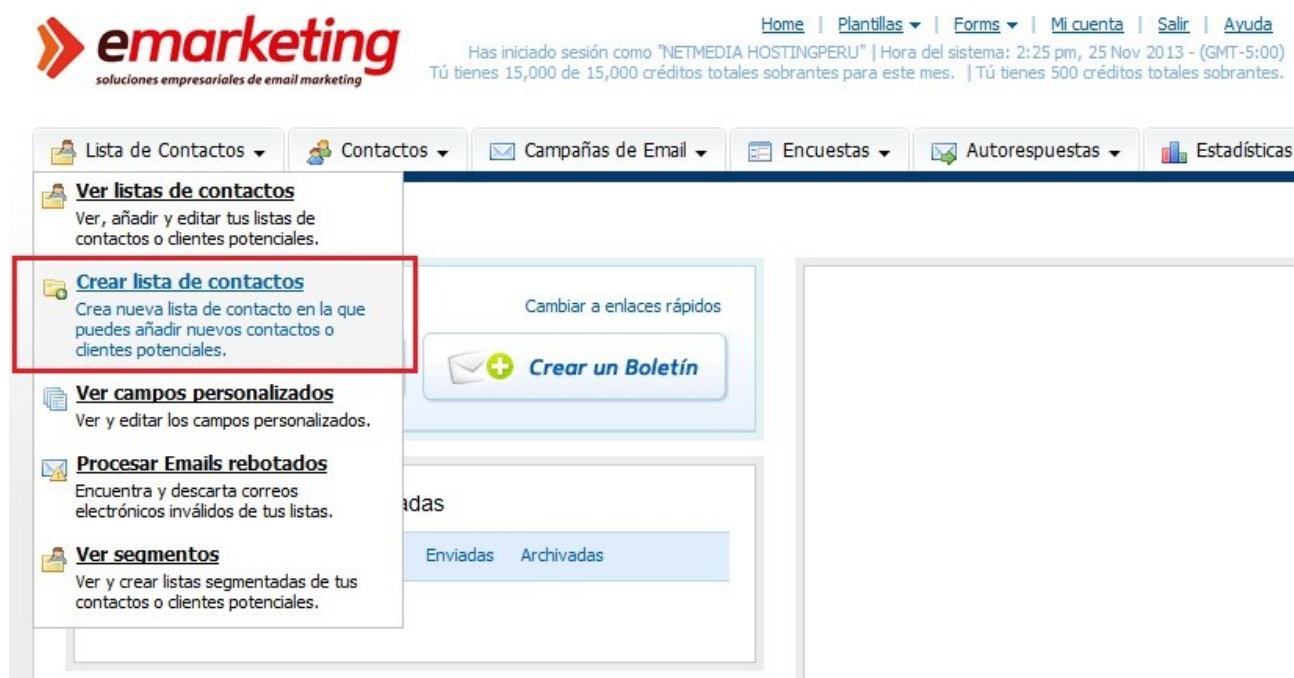 emarketing
soluciones empresariales de email marketing
Home | Plantillas | Forms | Mi cuenta | Salir | Ayuda
Has iniciado sesión como "NETMEDIA HOSTINGPERU" | Hora del sistema: 2:25 pm, 25 Nov 2013 - (GMT-5:00)
Tú tienes 15,000 de 15,000 créditos totales sobrantes para este mes. | Tú tienes 500 créditos totales sobrantes.
Lista de Contactos Contactos Campañas de Email Encuestas Autorespuestas Estadísticas
Ver listas de contactos
Ver, añadir y editar tus listas de
contactos o clientes potenciales.
Crear lista de contactos
Crea nueva lista de contacto en la que
puedes añadir nuevos contactos o
clientes potenciales.
Ver campos personalizados
Ver y editar los campos personalizados.
Procesar Emails rebotados
Encuentra y descarta correos
electrónicos inválidos de tus listas.
Ver segmentos
Ver y crear listas segmentadas de tus
contactos o clientes potenciales.
Cambiar a enlaces rápidos
Crear un Boletín
adas
Enviadas Archivadas